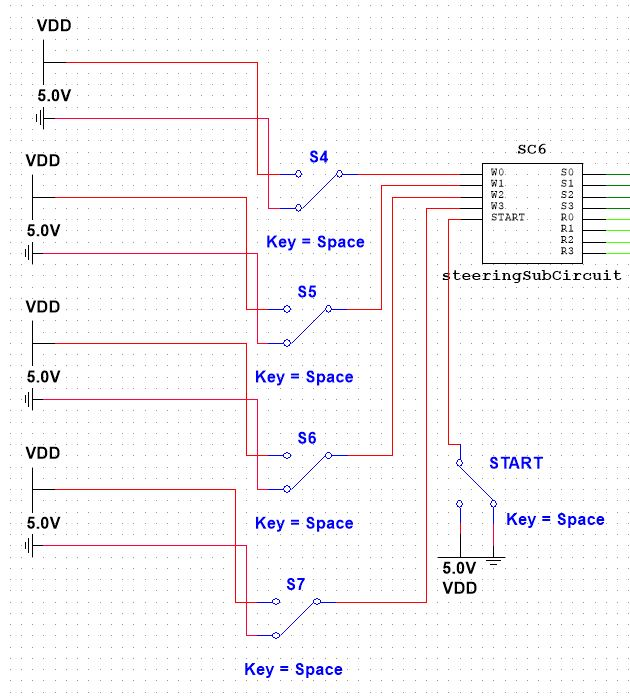 VDD
5.0V
S4
Key = Space
VDD
5.0V
S5
Key = Space
VDD
5.0V
S6
Key = Space
VDD
5.0V
S7
Key = Space
SC6
W0 S0
W1 S1
W2 S2
W3 S3
START R0
R1
R2
R3
steeringSubCircuit
START
Key = Space
5.0V
VDD